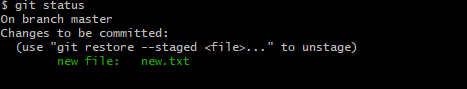 $ git status
On branch master
Changes to be committed:
  (use "git restore --staged <file>..." to unstage)
        new file:   new.txt